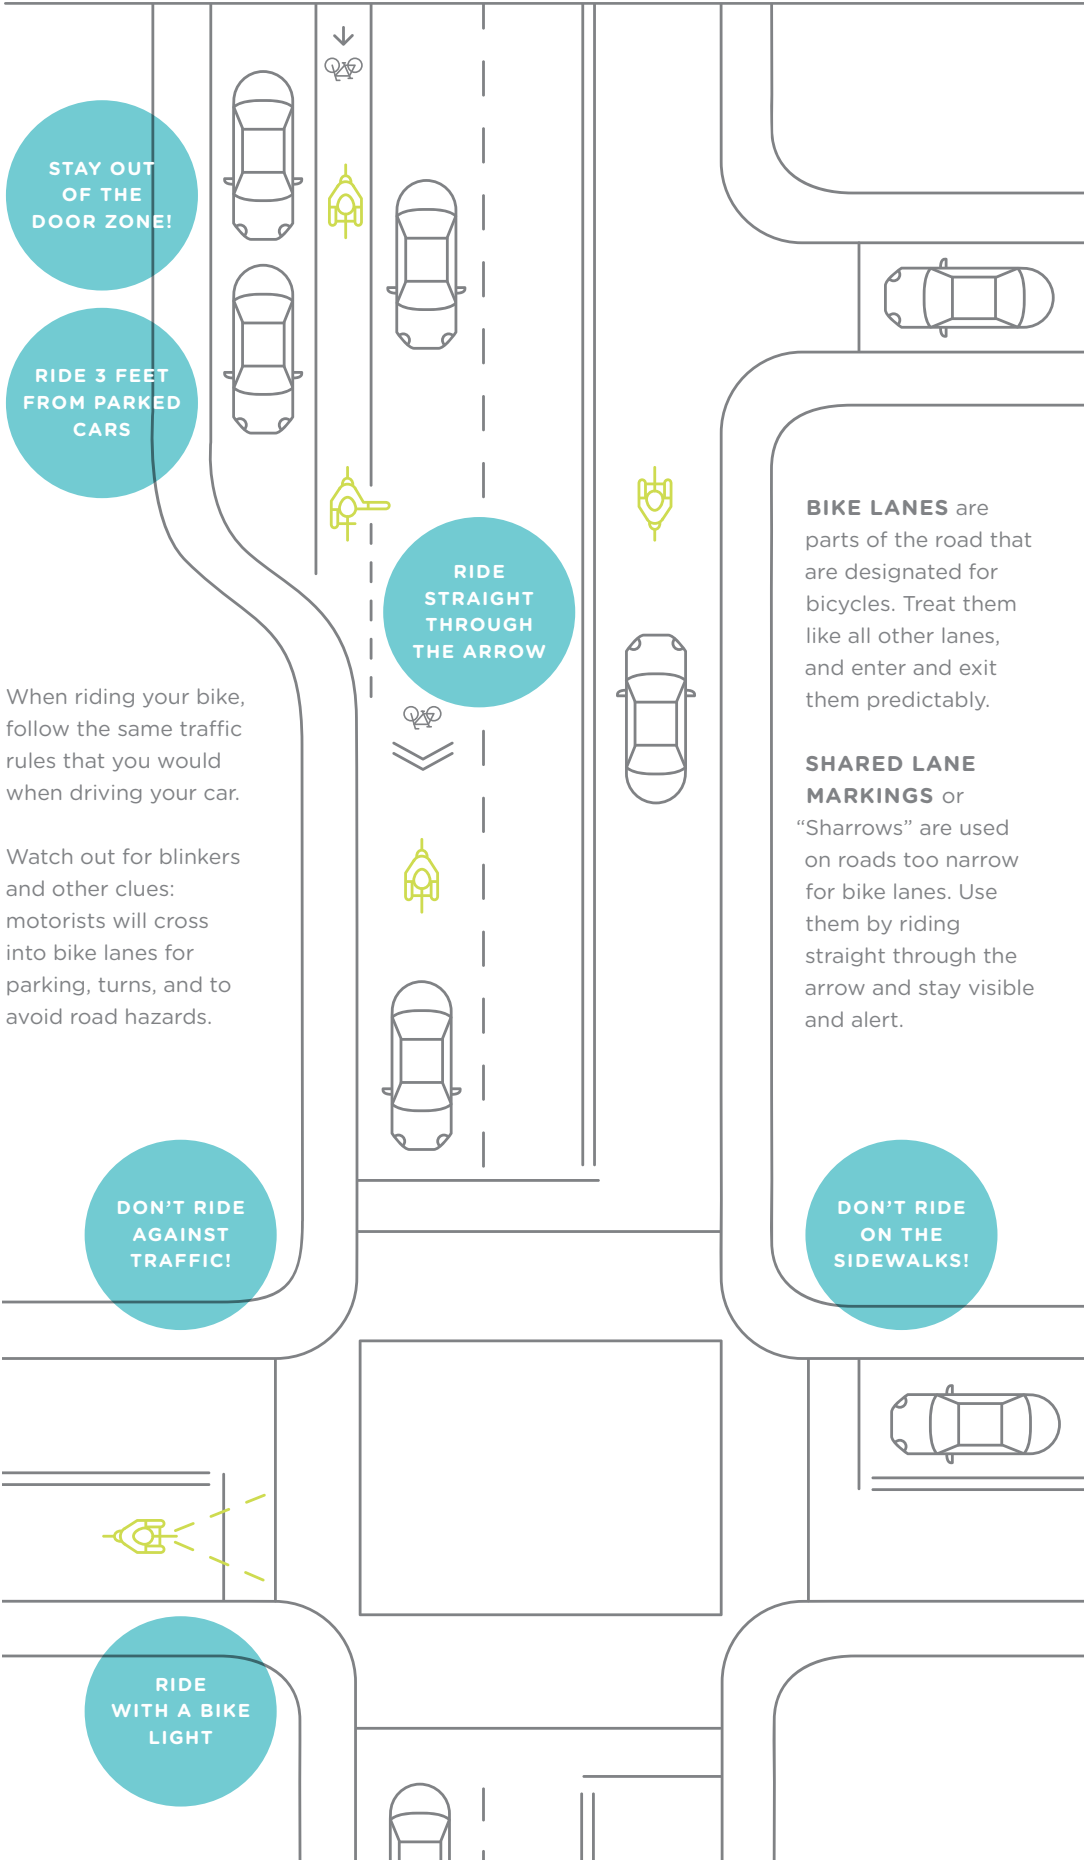 STAY OUT
OF THE
DOOR ZONE!
RIDE 3 FEET
FROM PARKED
CARS
RIDE
STRAIGHT
THROUGH
THE ARROW
BIKE LANES are
parts of the road that
are designated for
bicycles. Treat them
like all other lanes,
and enter and exit
them predictably.
SHARED LANE
MARKINGS or
“Sharrows” are used
on roads too narrow
for bike lanes. Use
them by riding
straight through the
arrow and stay visible
and alert.
When riding your bike,
follow the same traffic
rules that you would
when driving your car.
Watch out for blinkers
and other clues:
motorists will cross
into bike lanes for
parking, turns, and to
avoid road hazards.
DON’T RIDE
AGAINST
TRAFFIC!
DON’T RIDE
ON THE
SIDEWALKS!
RIDE
WITH A BIKE
LIGHT